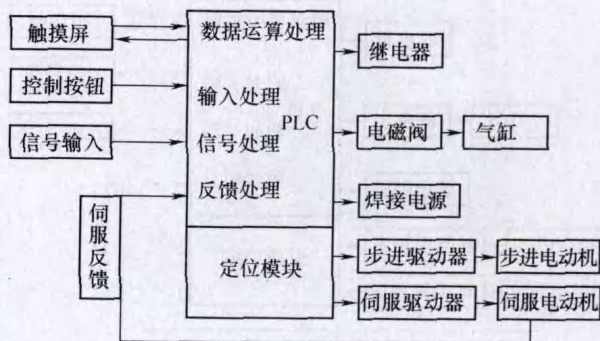 触摸屏
控制按钮
信号输入
伺服反馈
数据运算处理
输入处理
PLC
信号处理
反馈处理
定位模块
继电器
电磁阀
气缸
焊接电源
步进驱动器
步进电动机
伺服驱动器
伺服电动机